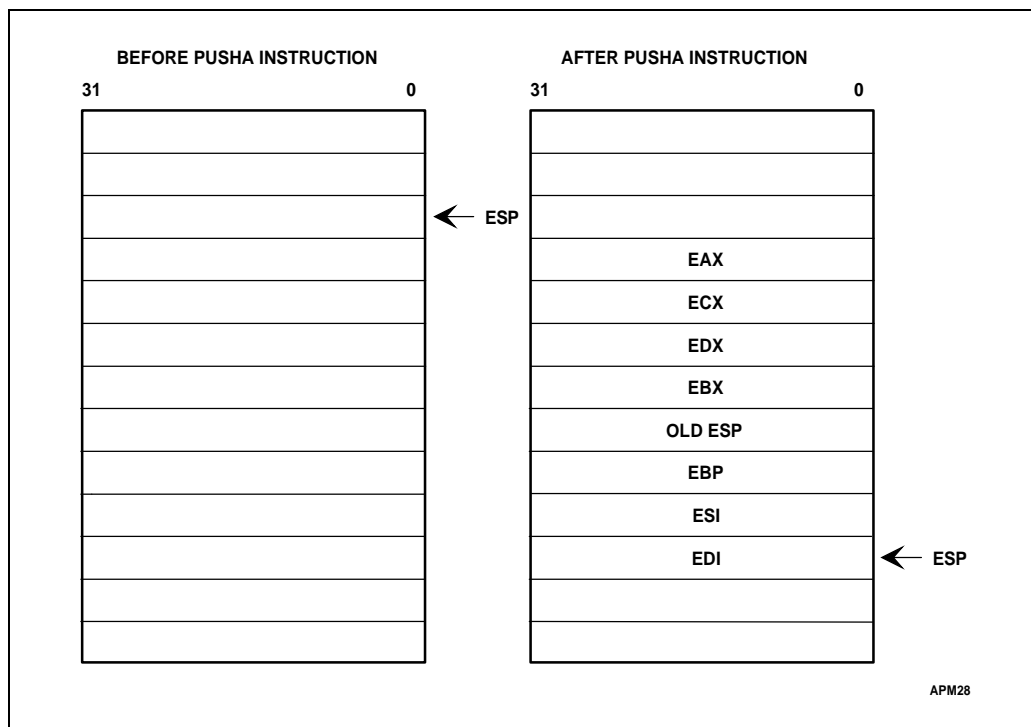 BEFORE PUSHA INSTRUCTION
31 0
ESP
AFTER PUSHA INSTRUCTION
31 0
EAX
ECX
EDX
EBX
OLD ESP
EBP
ESI
EDI
ESP
APM28